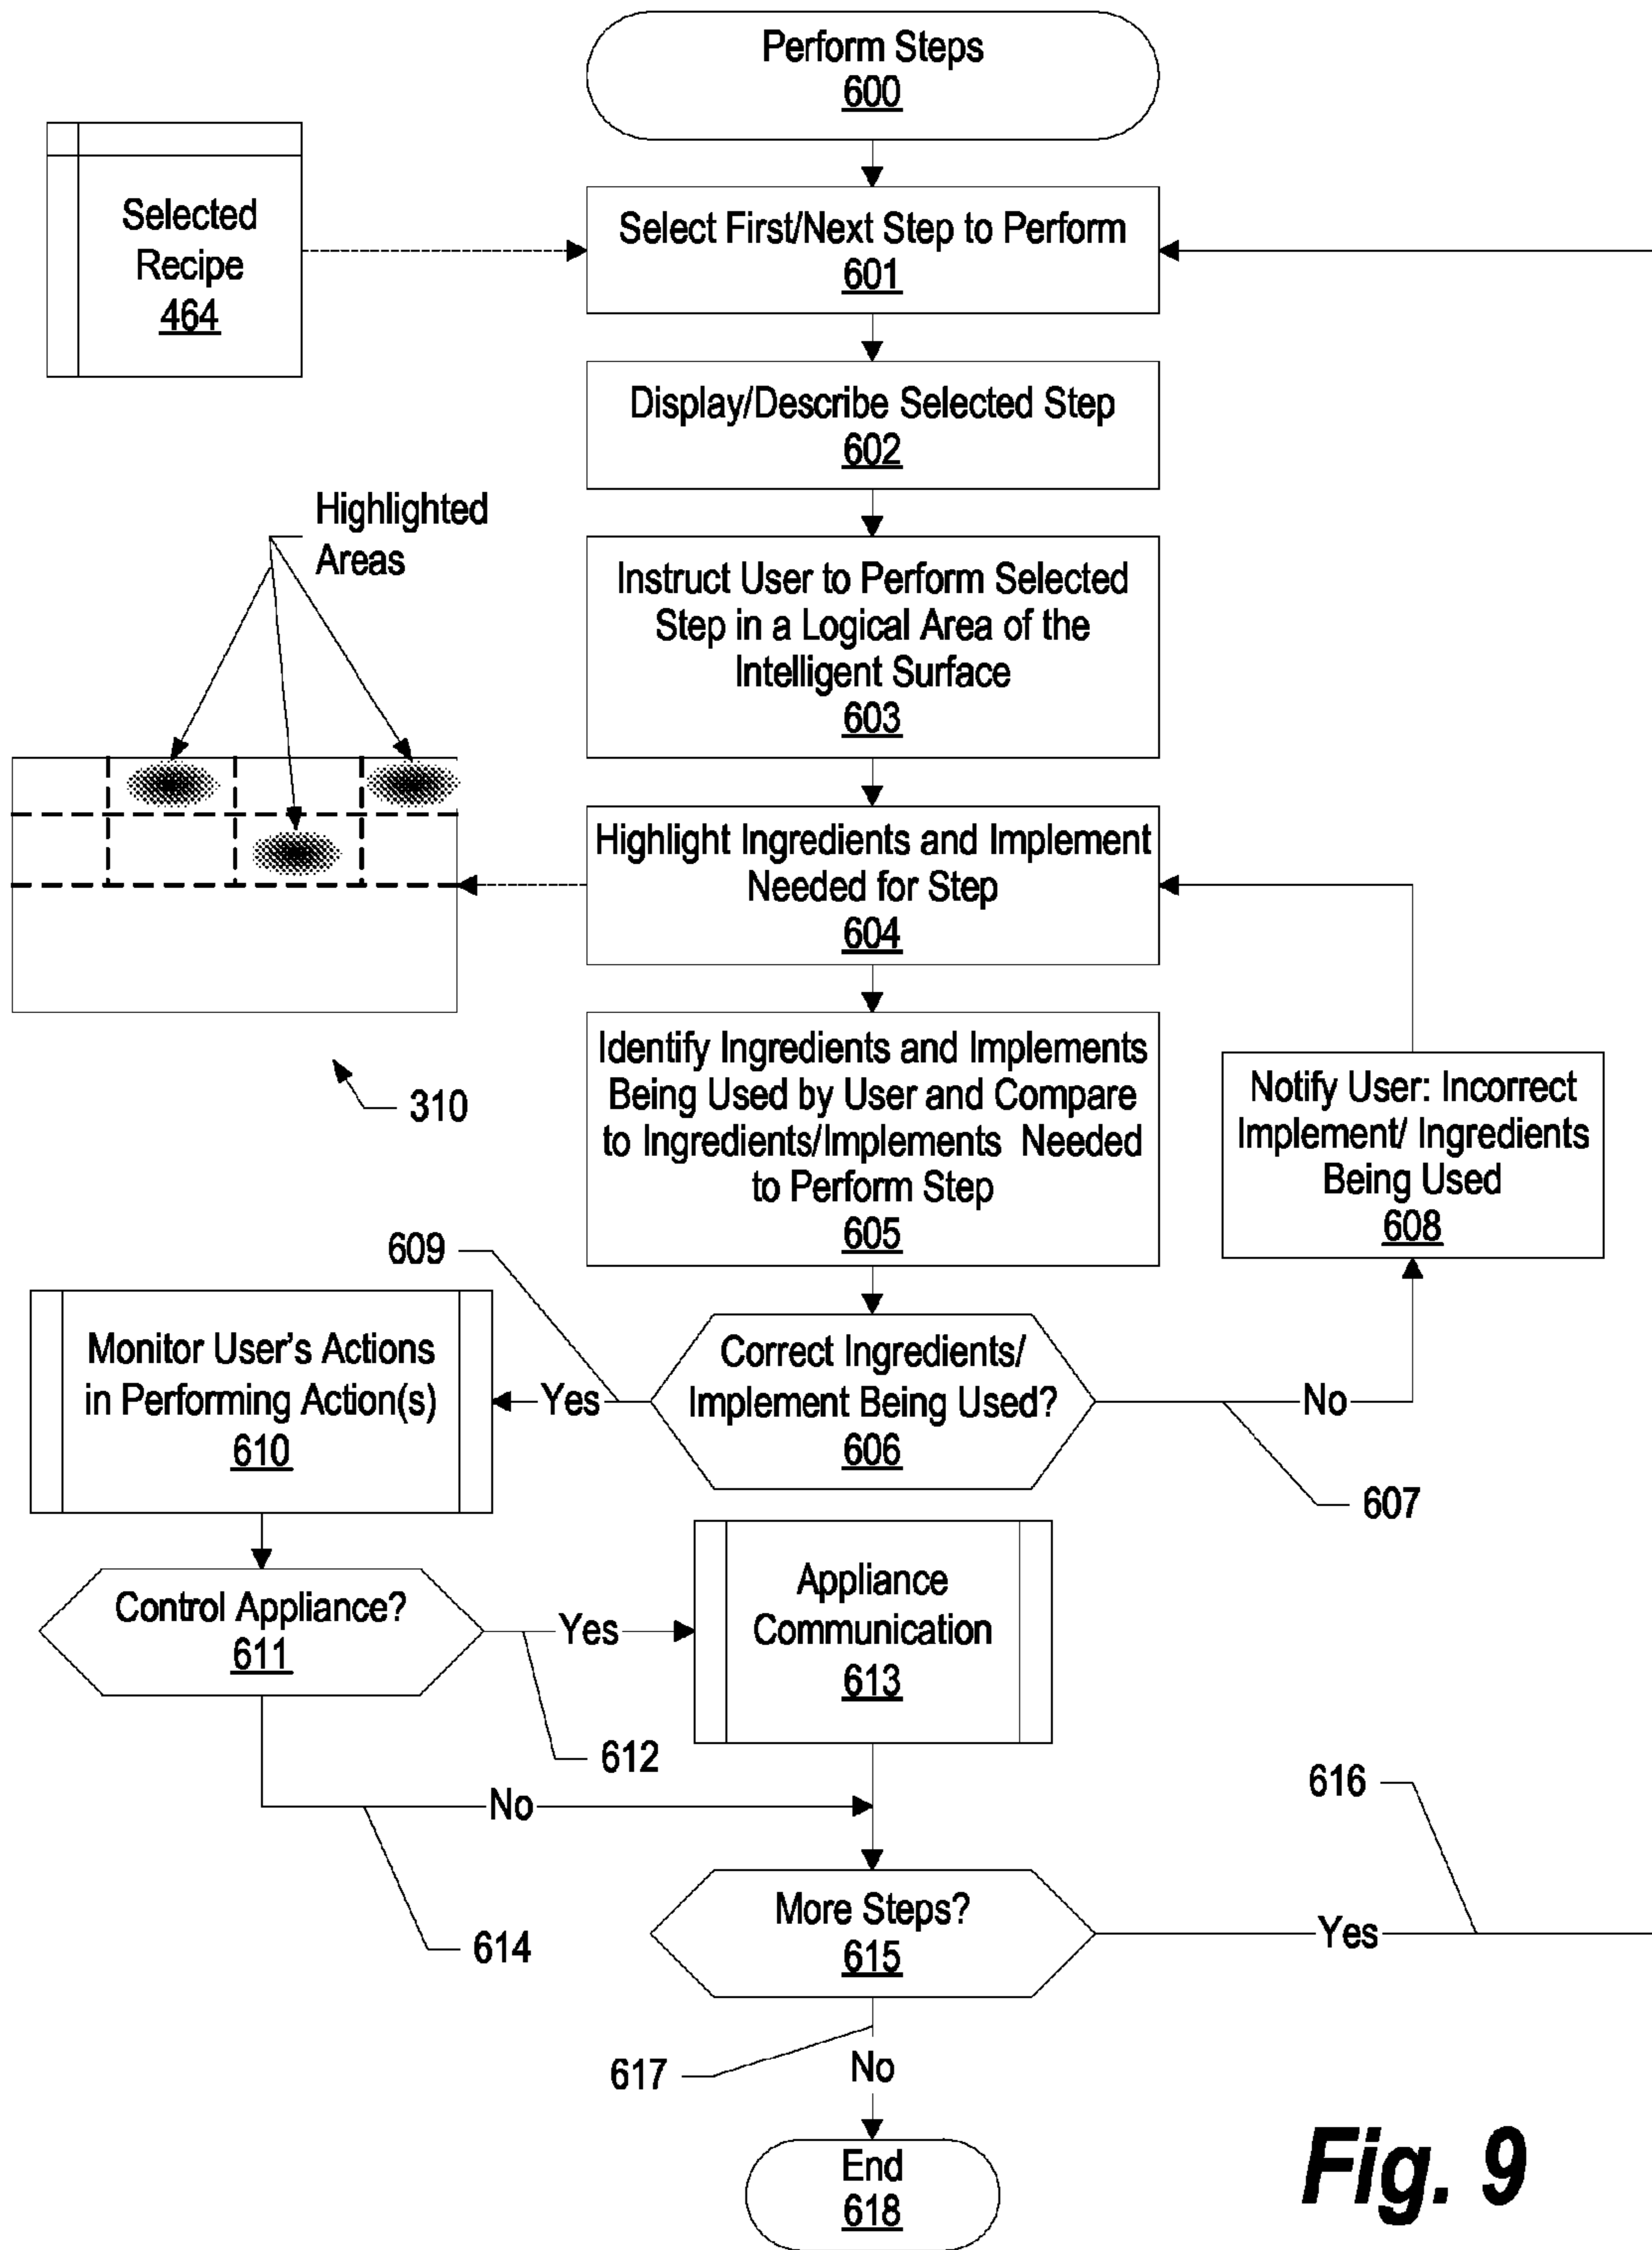 Perform Steps
600
Selected
Recipe
464
Select First/Next Step to Perform
601
Display/Describe Selected Step
602
Highlighted
Areas
Instruct User to Perform Selected
Step in a Logical Area of the
Intelligent Surface
603
Highlight Ingredients and Implement
Needed for Step
604
310
Identify Ingredients and Implements
Being Used by User and Compare
to Ingredients/Implements Needed
to Perform Step
605
Notify User: Incorrect
Implement/ Ingredients
Being Used
608
609
Correct Ingredients/
Implement Being Used?
606
Yes
No
607
Monitor User's Actions
in Performing Action(s)
610
Control Appliance?
611
Yes
612
Appliance
Communication
613
No
614
616
More Steps?
615
Yes
617
No
End
618
Fig. 9